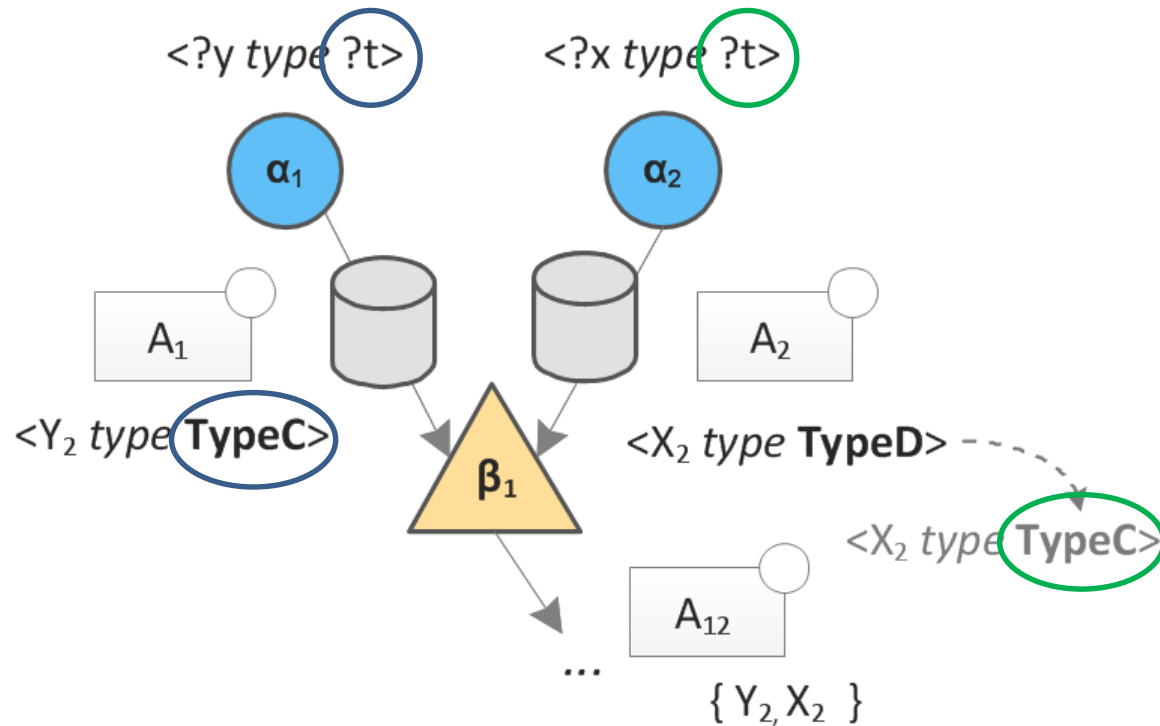 <?y type ?t>
<?x type ?t>
α₁
α₂
A₁
A₂
<Y₂ type TypeC>
<X₂ type TypeD>
β₁
<X₂ type TypeC>
A₁₂
...
{ Y₂, X₂ }